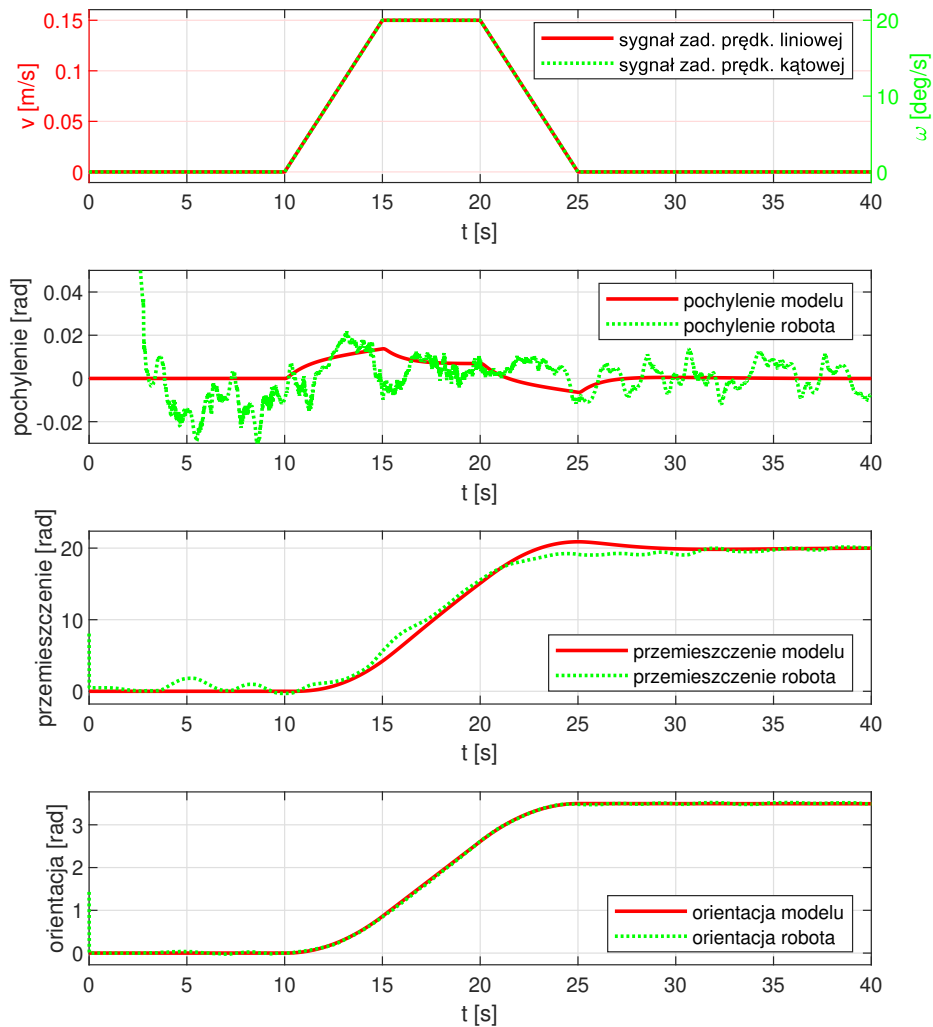 0.15
0.1
0.05
0
v [m/s]
20
10
0
ω [deg/s]
sygnał zad. prędk. liniowej
sygnał zad. prędk. kątowej
0 5 10 15 20 25 30 35 40
t [s]
0.04
0.02
0
-0.02
pochylenie [rad]
pochylenie modelu
pochylenie robota
0 5 10 15 20 25 30 35 40
t [s]
20
10
0
przemieszczenie [rad]
przemieszczenie modelu
przemieszczenie robota
0 5 10 15 20 25 30 35 40
t [s]
3
2
1
0
orientacja [rad]
orientacja modelu
orientacja robota
0 5 10 15 20 25 30 35 40
t [s]